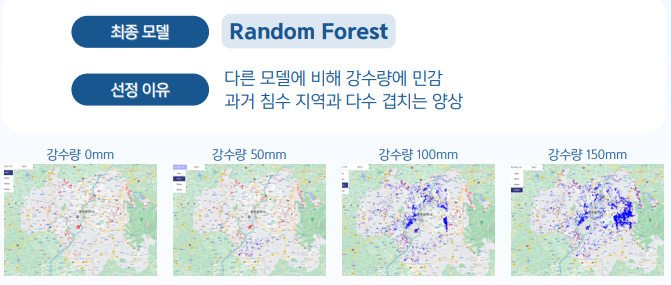 최종 모델
Random Forest
선정 이유
다른 모델에 비해 강수량에 민감
과거 침수 지역과 다수 겹치는 양상
강수량 0mm
강수량 50mm
강수량 100mm
강수량 150mm